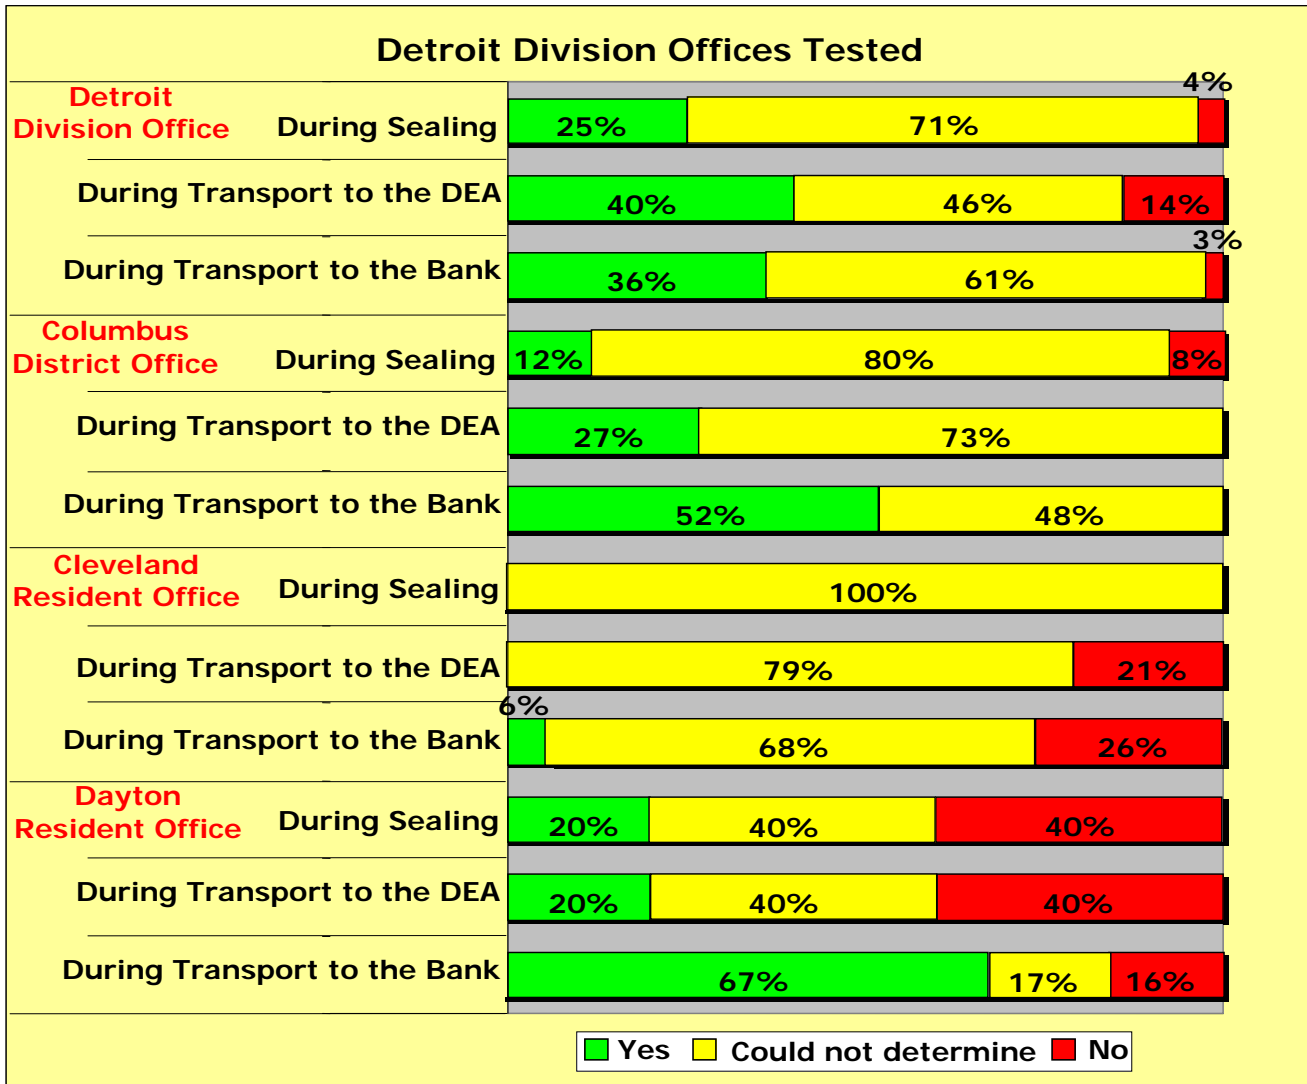 Detroit Division Offices Tested
Detroit
Division Office
During Sealing
25%
71%
4%
During Transport to the DEA
40%
46%
14%
During Transport to the Bank
36%
61%
3%
Columbus
District Office
During Sealing
12%
80%
8%
During Transport to the DEA
27%
73%
During Transport to the Bank
52%
48%
Cleveland
Resident Office
During Sealing
100%
During Transport to the DEA
79%
21%
During Transport to the Bank
6%
68%
26%
Dayton
Resident Office
During Sealing
20%
40%
40%
During Transport to the DEA
20%
40%
40%
During Transport to the Bank
67%
17%
16%
Yes
Could not determine
No